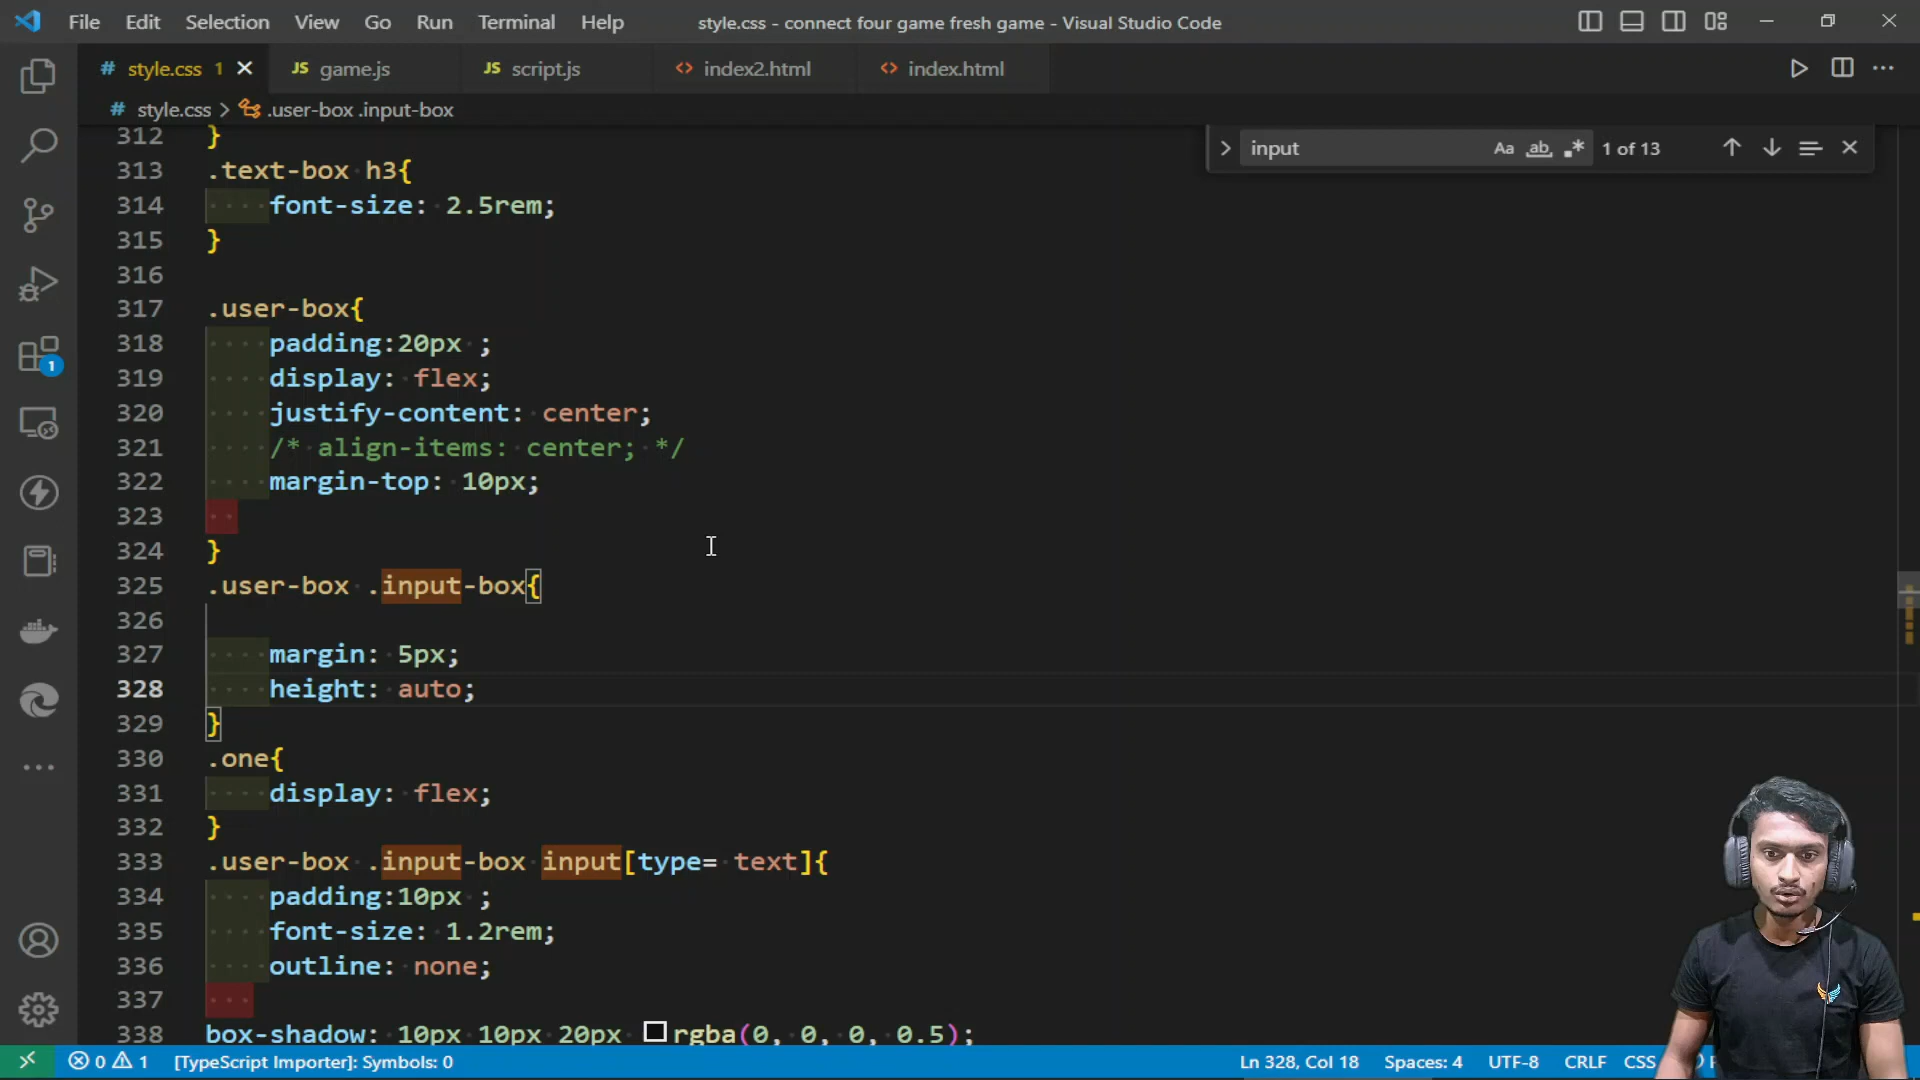 File Edit Selection View Go Run Terminal Help
style.css - connect four game fresh game - Visual Studio Code
# style.css 1
JS game.js
JS script.js
<> index2.html
<> index.html
# style.css > .user-box .input-box
input
Aa ab .* 1 of 13
312 }
313 .text-box h3{
314 font-size: 2.5rem;
315 }
316
317 .user-box{
318 padding:20px ;
319 display: flex;
320 justify-content: center;
321 /* align-items: center; */
322 margin-top: 10px;
323
324 }
325 .user-box .input-box{
326
327 margin: 5px;
328 height: auto;
329 }
330 .one{
331 display: flex;
332 }
333 .user-box .input-box input[type= text]{
334 padding:10px ;
335 font-size: 1.2rem;
336 outline: none;
337
338 box-shadow: 10px 10px 20px rgba(0, 0, 0, 0.5);
1
0 1 [TypeScript Importer]: Symbols: 0
Ln 328, Col 18 Spaces: 4 UTF-8 CRLF CSS